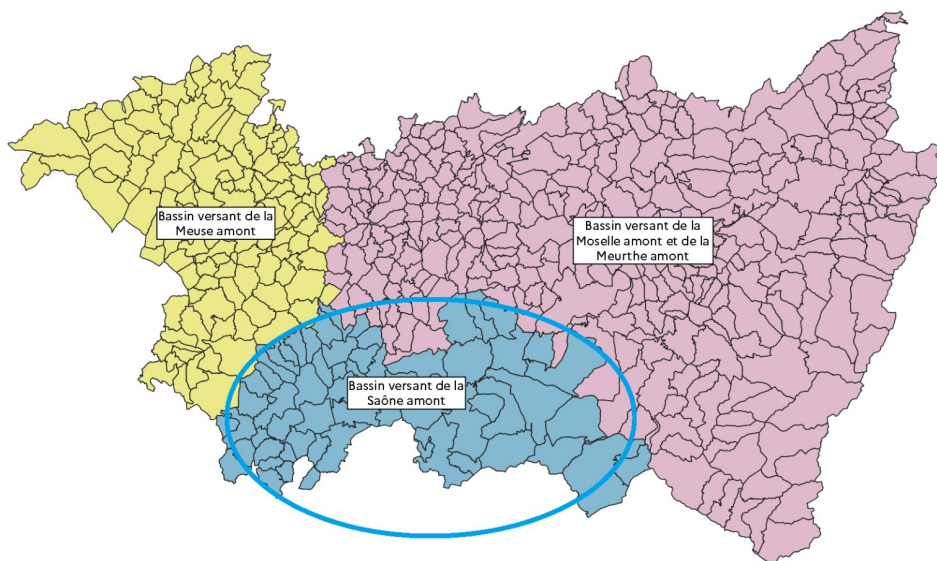 Bassin versant de la
Meuse amont
Bassin versant de la
Moselle amont et de la
Meurthe amont
Bassin versant de la
Saône amont